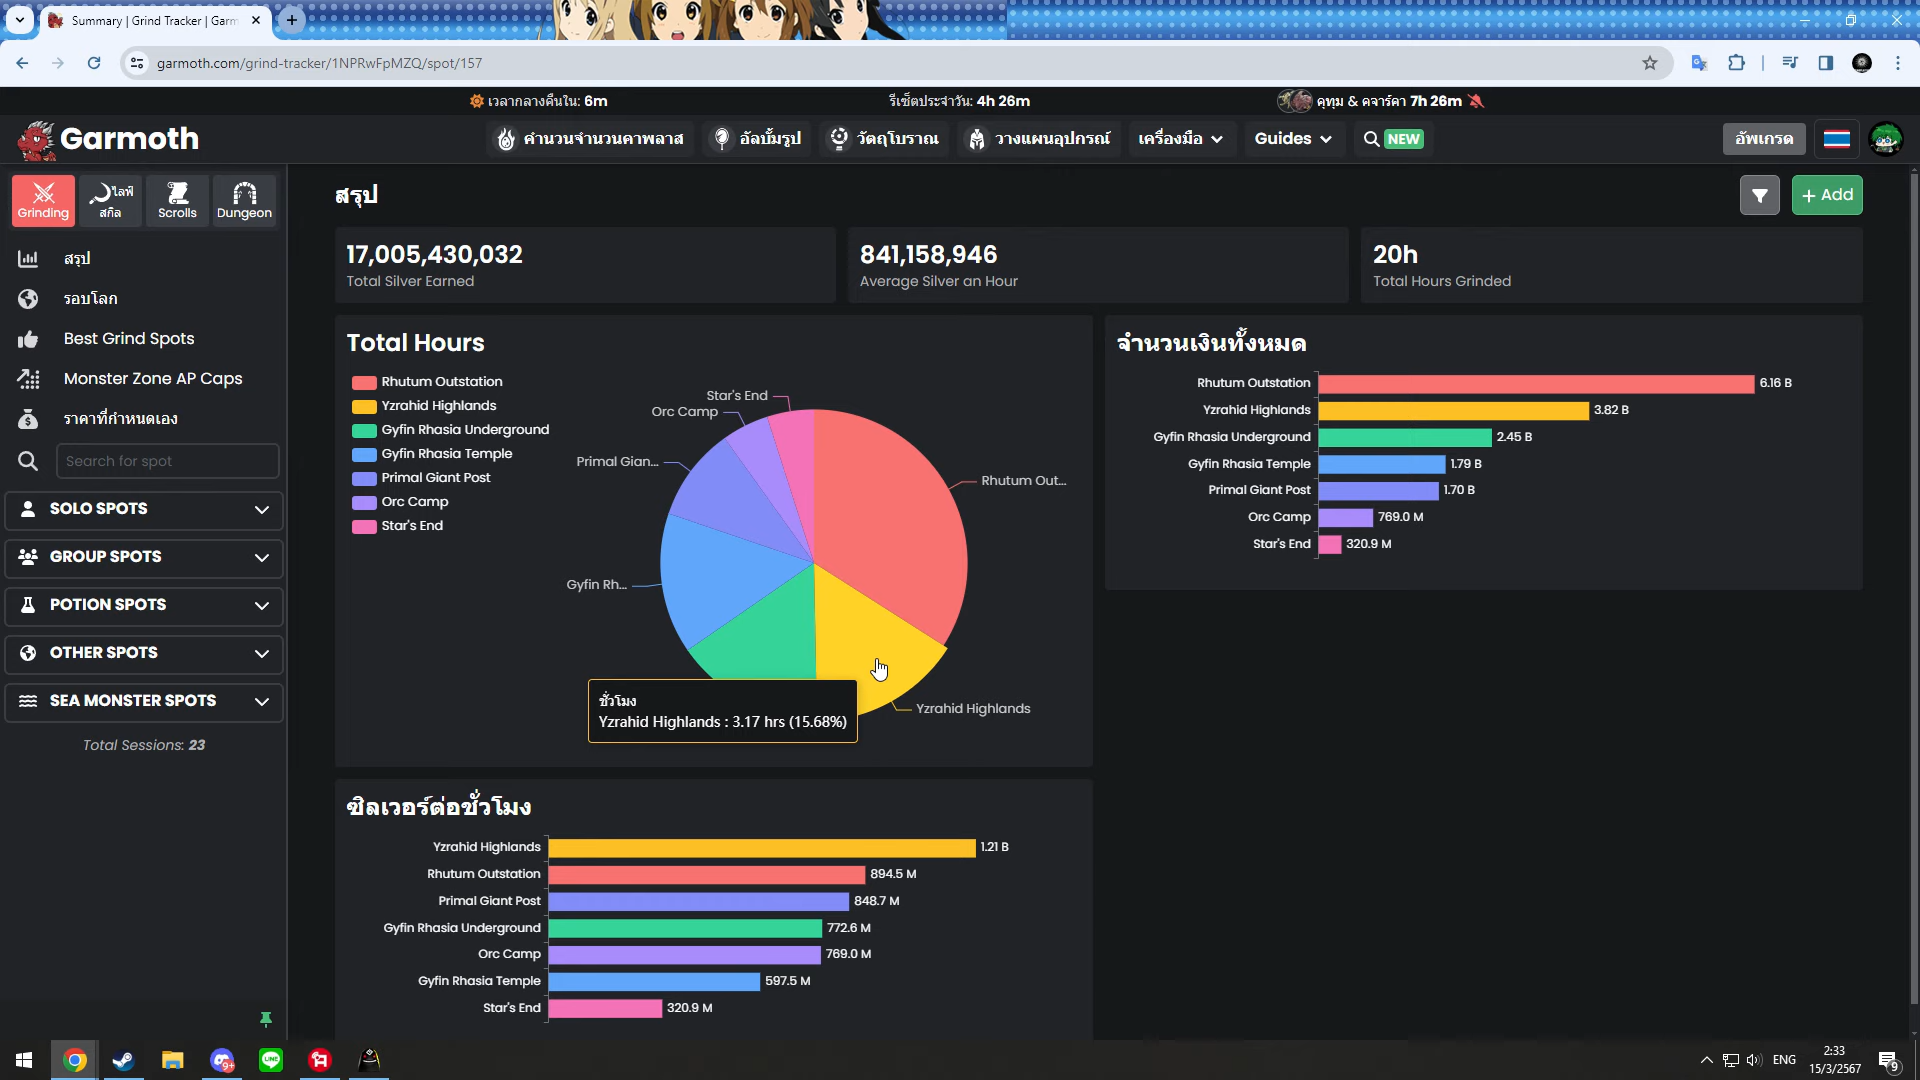 Summary | Grind Tracker | Garm
garmoth.com/grind-tracker/1NPRwFpMZQ/spot/157
เวลากลางคืนใน: 6m
รีเซ็ตประจำวัน: 4h 26m
คุทุม & คจาร์คา 7h 26m
Garmoth
คำนวนจำนวนคาพลาส
อัลบั้มรูป
วัตถุโบราณ
วางแผนอุปกรณ์
เครื่องมือ
Guides
NEW
อัพเกรด
Grinding
ไลฟ์สกิล
Scrolls
Dungeon
สรุป
รอบโลก
Best Grind Spots
Monster Zone AP Caps
ราคาที่กำหนดเอง
Search for spot
SOLO SPOTS
GROUP SPOTS
POTION SPOTS
OTHER SPOTS
SEA MONSTER SPOTS
Total Sessions: 23
สรุป
+ Add
17,005,430,032
Total Silver Earned
841,158,946
Average Silver an Hour
20h
Total Hours Grinded
Total Hours
Rhutum Outstation
Yzrahid Highlands
Gyfin Rhasia Underground
Gyfin Rhasia Temple
Primal Giant Post
Orc Camp
Star's End
Star's End
Orc Camp
Primal Gian...
Rhutum Out...
Gyfin Rh...
Yzrahid Highlands
ชั่วโมง
Yzrahid Highlands : 3.17 hrs (15.68%)
จำนวนเงินทั้งหมด
Rhutum Outstation 6.16 B
Yzrahid Highlands 3.82 B
Gyfin Rhasia Underground 2.45 B
Gyfin Rhasia Temple 1.79 B
Primal Giant Post 1.70 B
Orc Camp 769.0 M
Star's End 320.9 M
ซิลเวอร์ต่อชั่วโมง
Yzrahid Highlands 1.21 B
Rhutum Outstation 894.5 M
Primal Giant Post 848.7 M
Gyfin Rhasia Underground 772.6 M
Orc Camp 769.0 M
Gyfin Rhasia Temple 597.5 M
Star's End 320.9 M
9+
LINE
ENG
2:33
15/3/2567
9